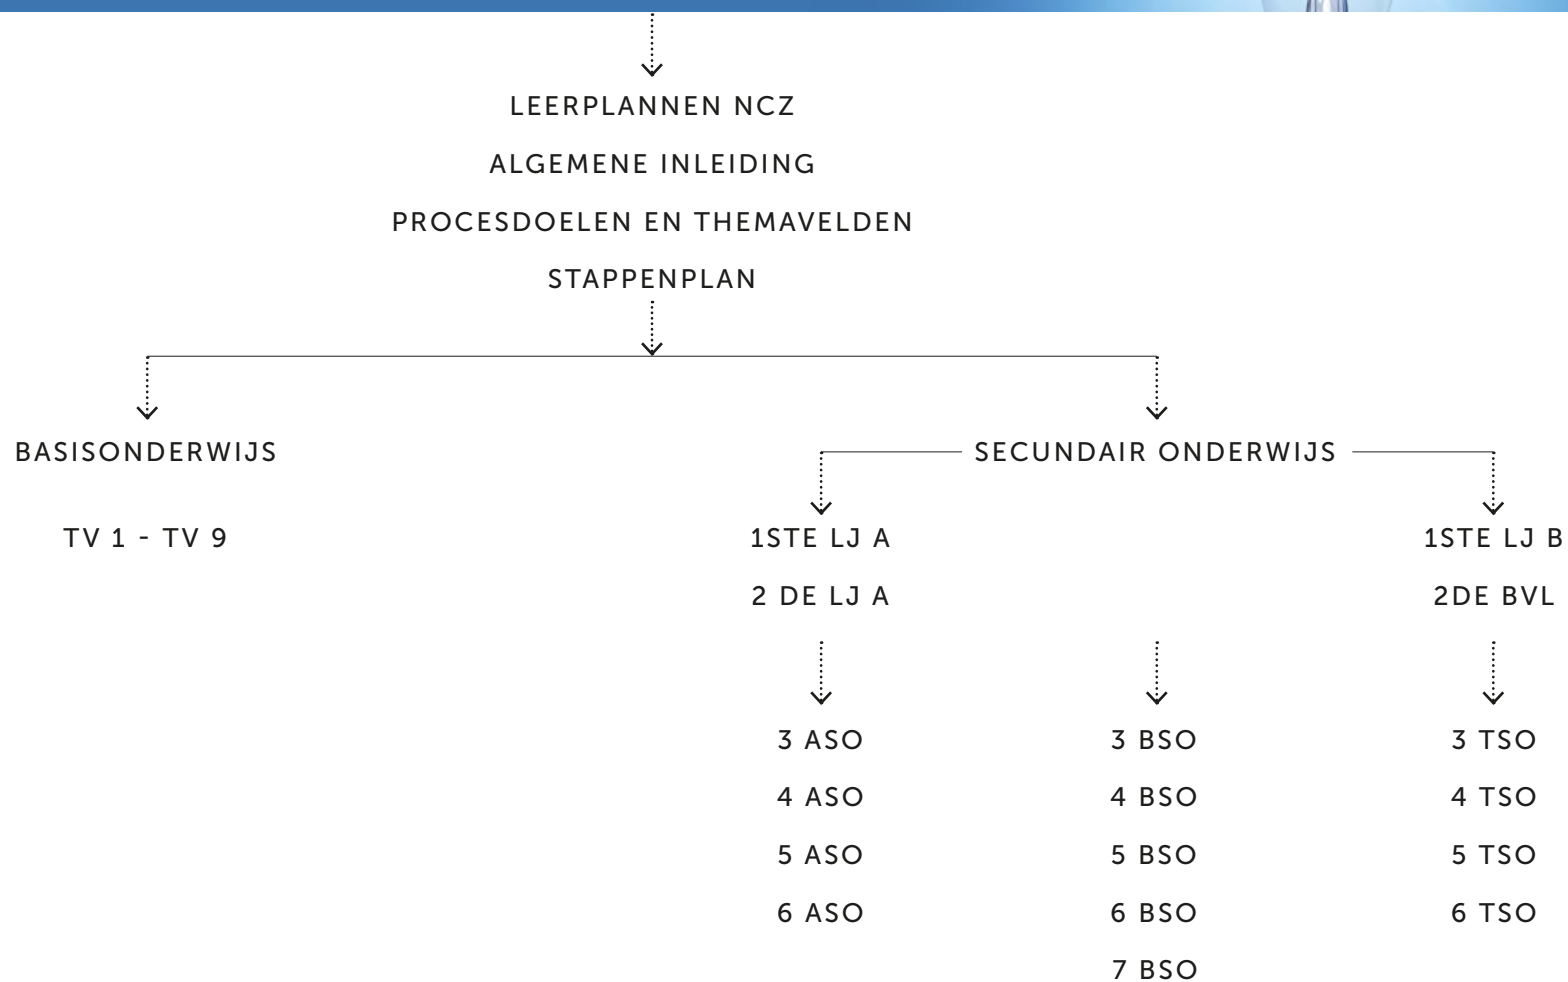 LEERPLANNEN NCZ
ALGEMENE INLEIDING
PROCESDOELEN EN THEMAVELDEN
STAPPENPLAN
BASISONDERWIJS
SECUNDAIR ONDERWIJS
TV 1 - TV 9
1STE LJ A
1STE LJ B
2 DE LJ A
2DE BVL
3 ASO
3 BSO
3 TSO
4 ASO
4 BSO
4 TSO
5 ASO
5 BSO
5 TSO
6 ASO
6 BSO
6 TSO
7 BSO